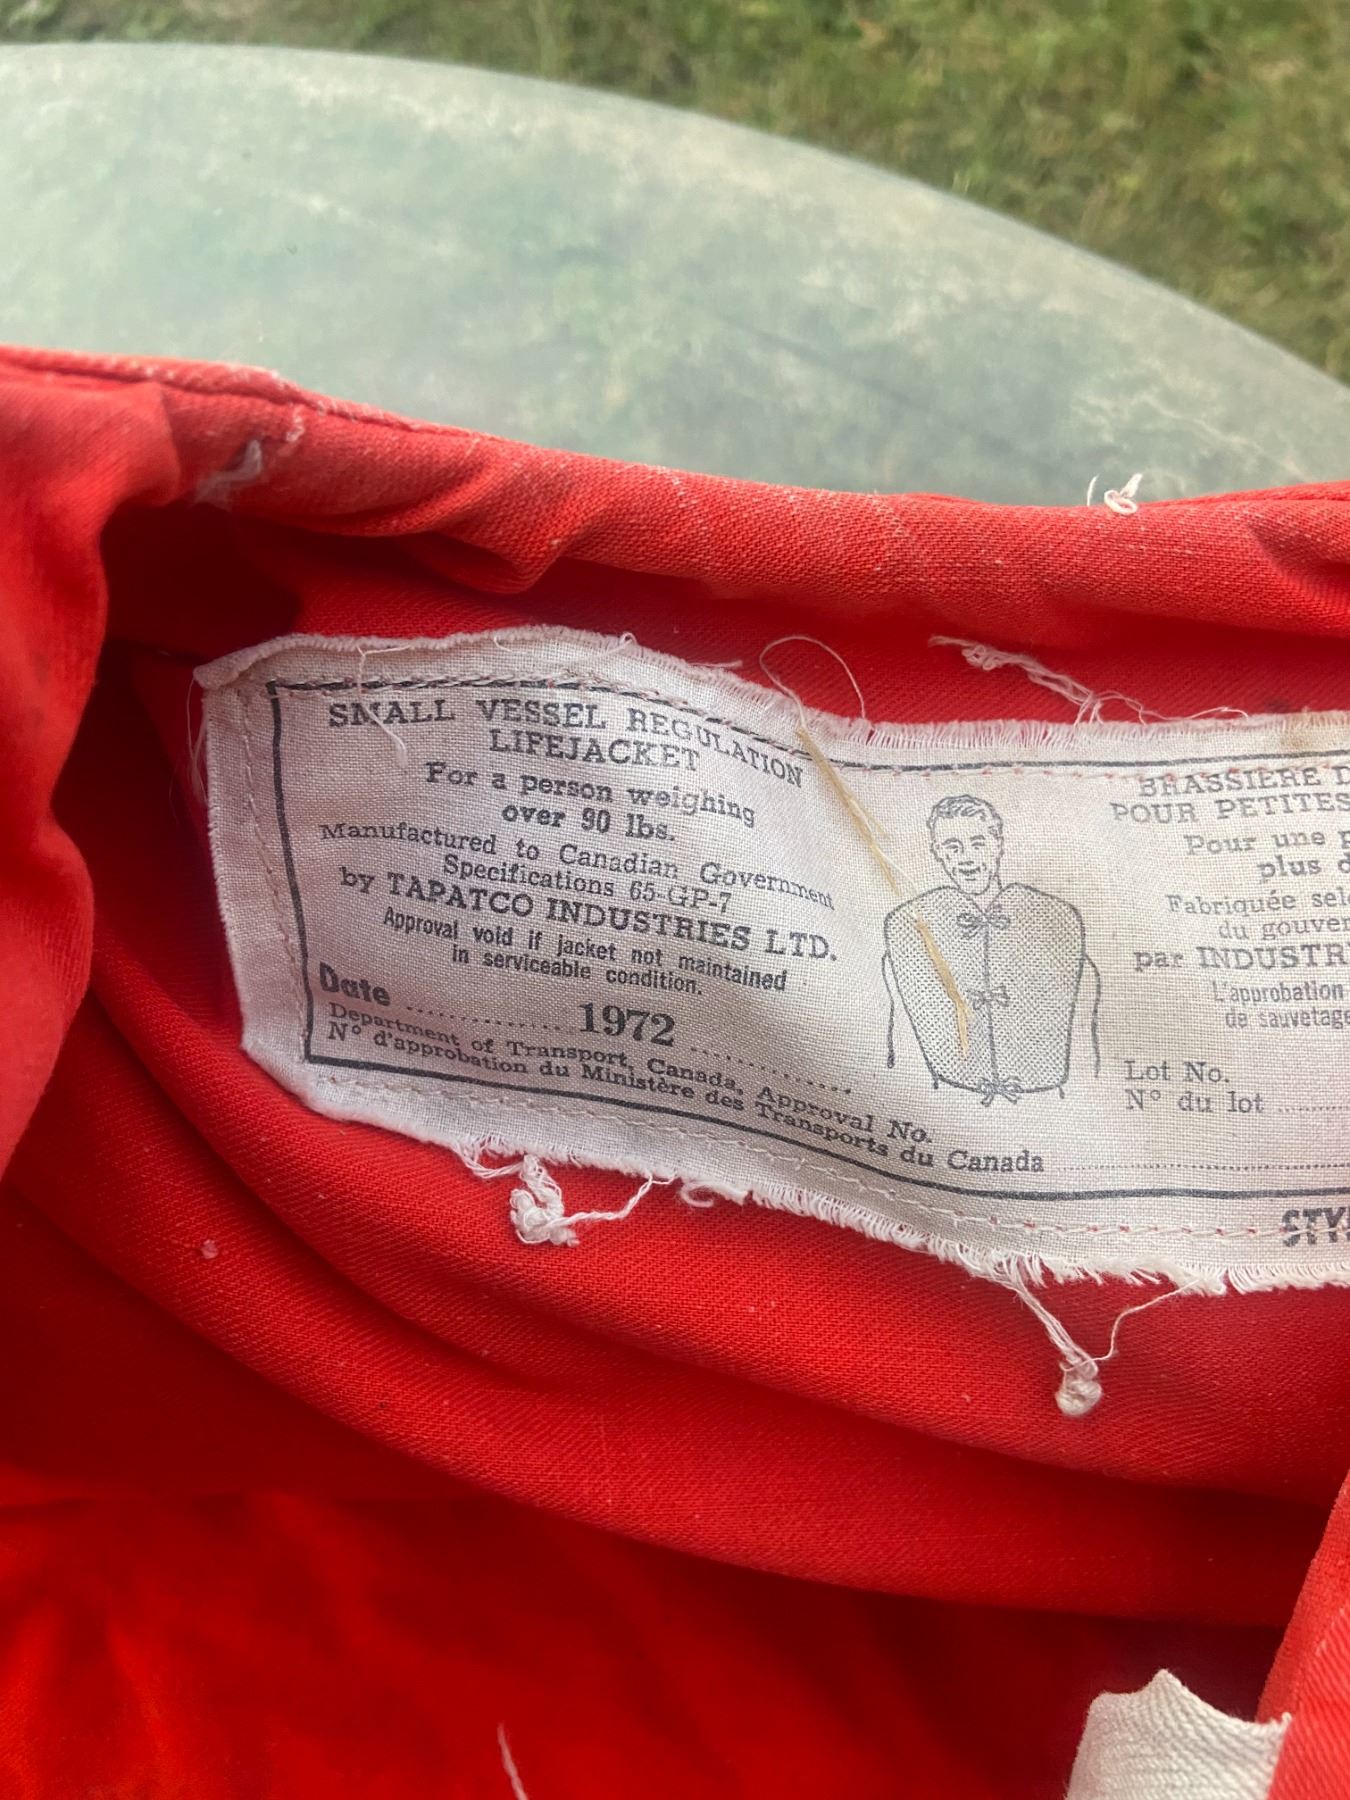 SMALL VESSEL REGULATION
LIFEJACKET
For a person weighing
over 90 lbs.
Manufactured to Canadian Government
Specifications 65-GP-7
by TAPATCO INDUSTRIES LTD.
Approval void if jacket not maintained
in serviceable condition.
Date .................. 1972 ..................
Department of Transport, Canada, Approval No.
N° d'approbation du Ministère des Transports du Canada
BRASSIERE
POUR PETITES
Pour une
plus
Fabriquée
du
par
L'approbation
de sauvetage
Lot No.
N° du lot